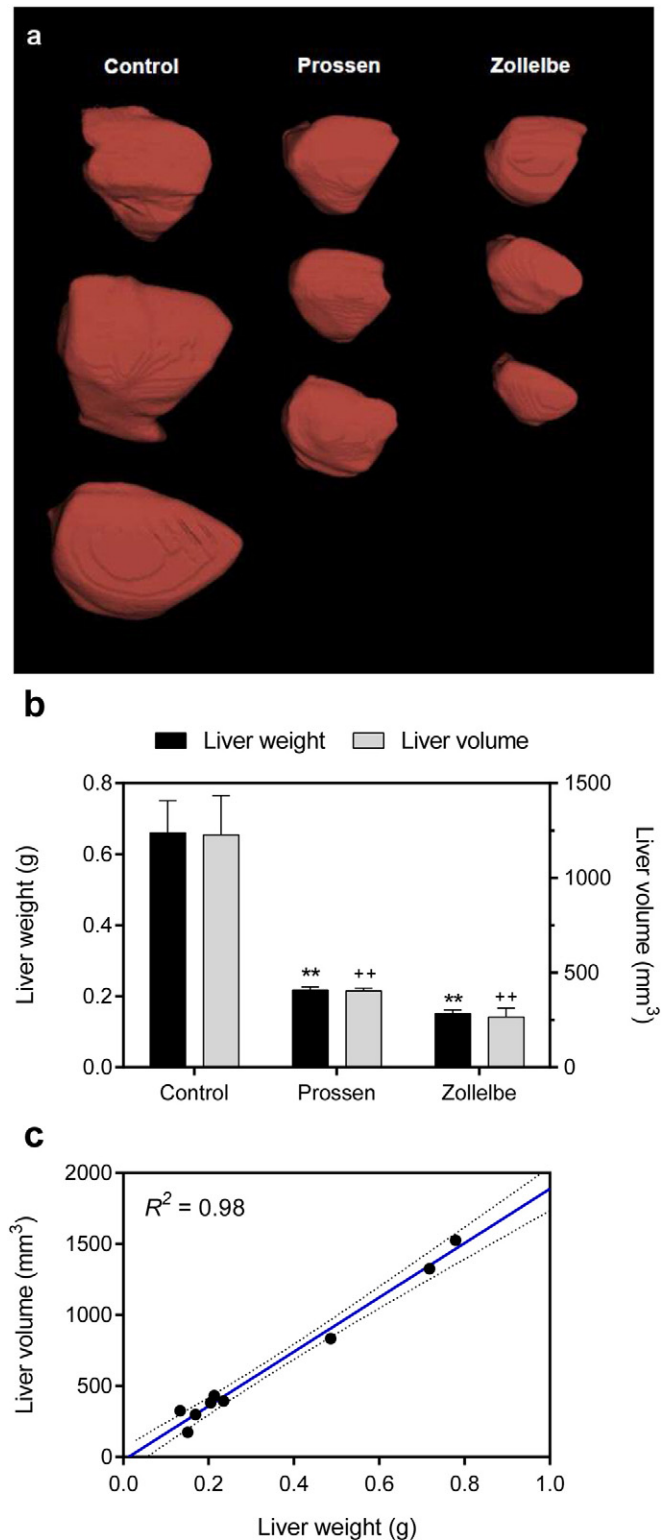 a
Control Prossen Zollelbe
b
Liver weight Liver volume
Liver weight (g)
0.8
0.6
0.4
0.2
0.0
1500
1000
500
0
Liver volume (mm³)
** ++ ** ++
Control Prossen Zollelbe
c
R² = 0.98
Liver volume (mm³)
2000
1500
1000
500
0
0.0 0.2 0.4 0.6 0.8 1.0
Liver weight (g)